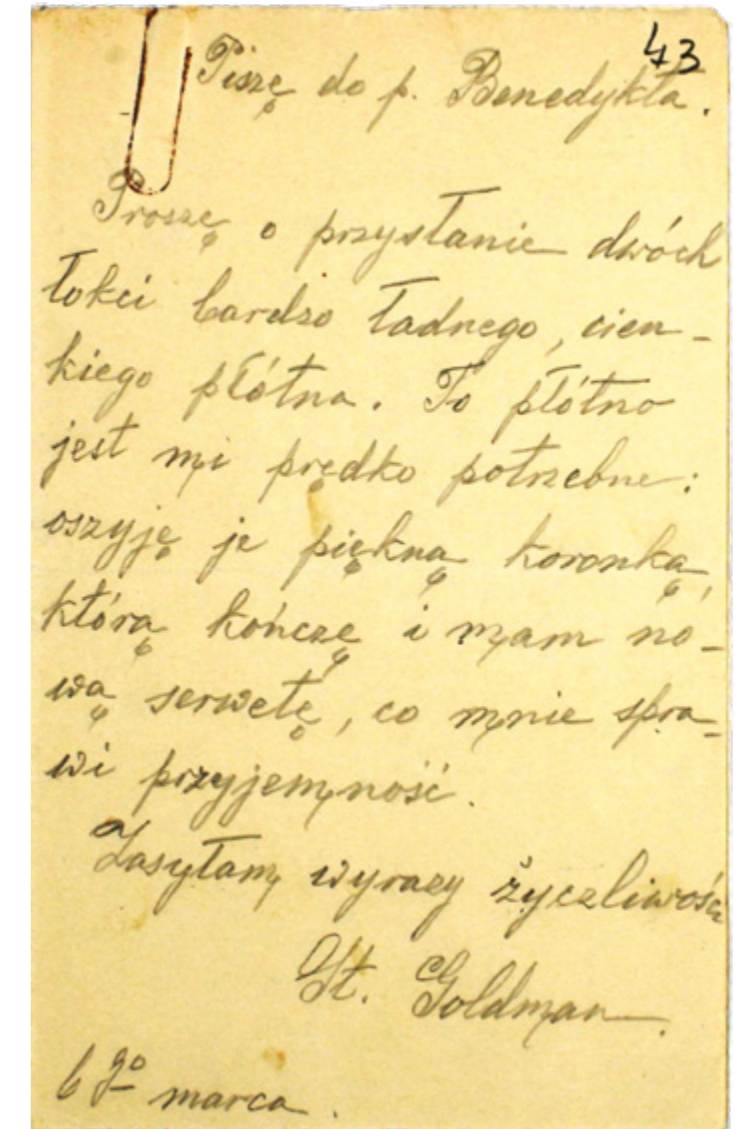 43
Piszę do p. Benedykta.
Proszę o przysłanie dwóch
łokci bardzo ładnego, cien-
kiego płótna. To płótno
jest mi prędko potrzebne:
oszyję je piękną koronką,
którą kończę i mam no-
wą serwetę, co mnie spra-
wi przyjemność.
Zasyłam wyrazy życzliwości
St. Goldman.
6 go marca.